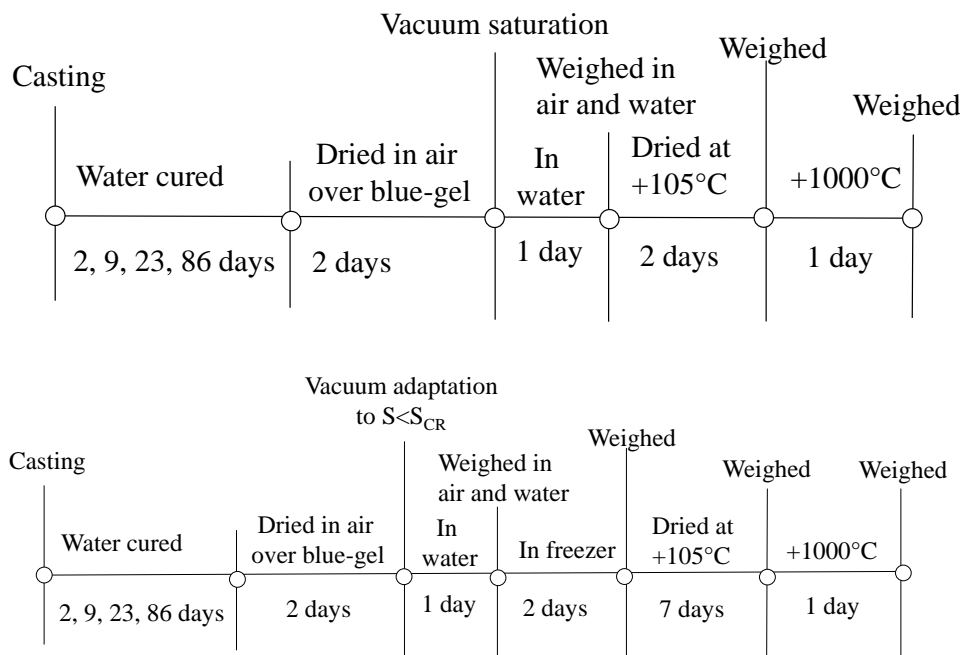 Vacuum saturation
Casting
Weighed in
air and water
Weighed
Weighed
Water cured
Dried in air
over blue-gel
In
water
Dried at
+105°C
+1000°C
2, 9, 23, 86 days
2 days
1 day
2 days
1 day
Vacuum adaptation
to S<S_CR
Casting
Weighed in
air and water
Weighed
Weighed
Weighed
Water cured
Dried in air
over blue-gel
In
water
In freezer
Dried at
+105°C
+1000°C
2, 9, 23, 86 days
2 days
1 day
2 days
7 days
1 day